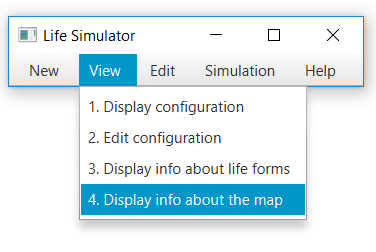 Life Simulator
New View Edit Simulation Help
1. Display configuration
2. Edit configuration
3. Display info about life forms
4. Display info about the map